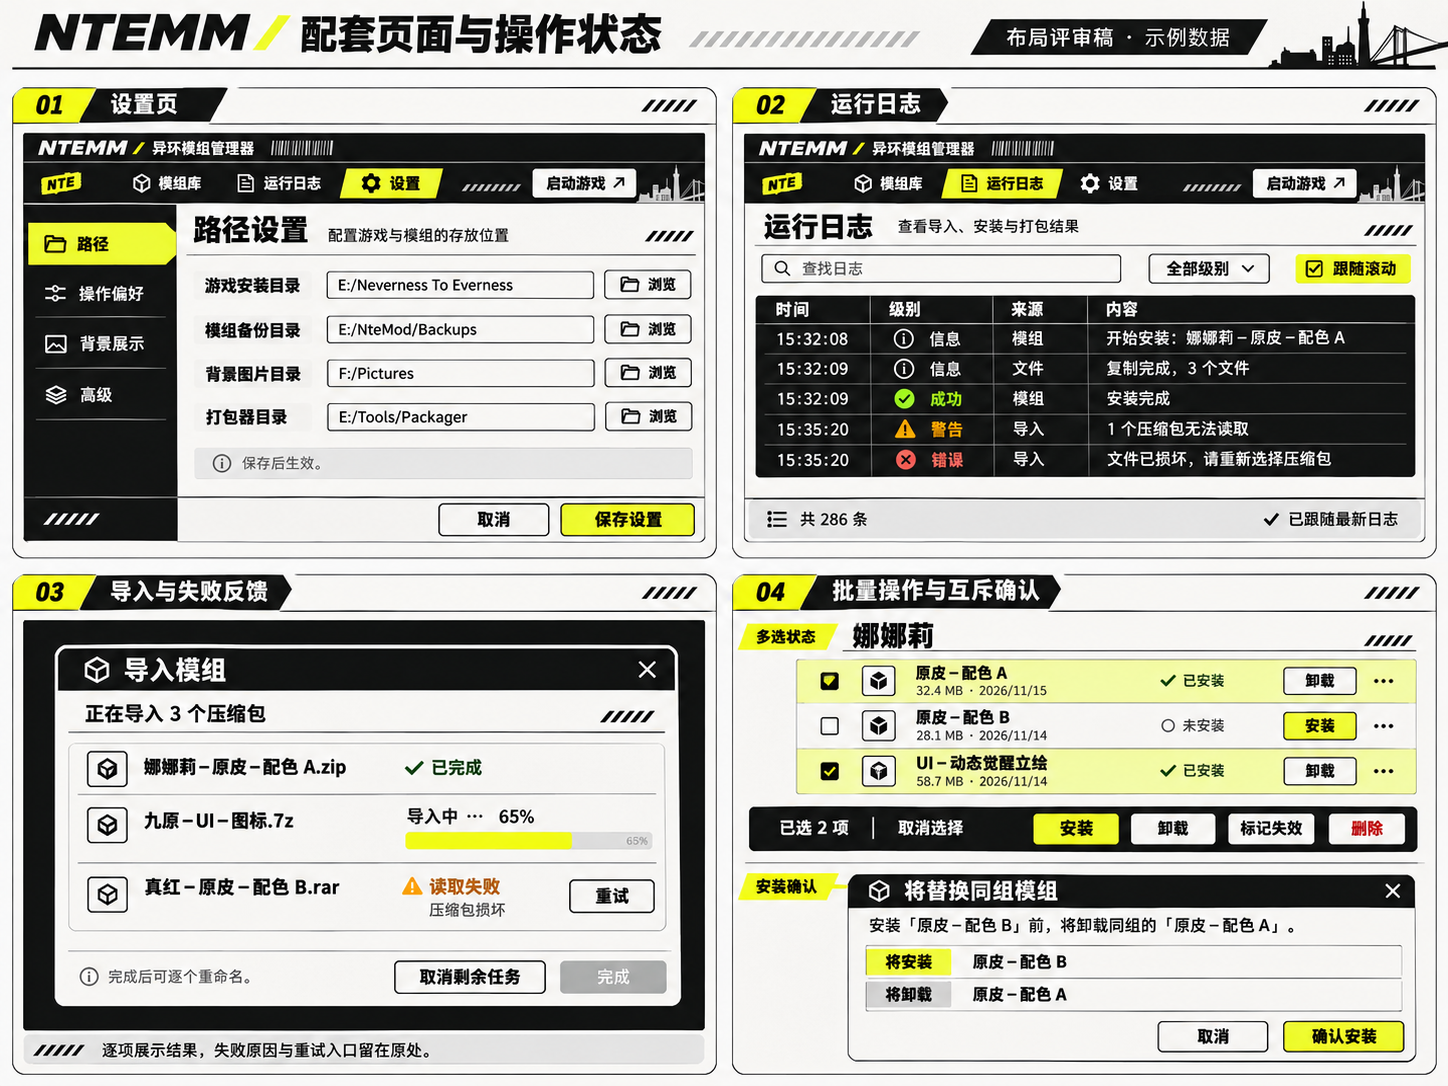 NTEMM / 配套页面与操作状态
布局评审稿 · 示例数据
01 设置页
NTEMM / 异环模组管理器
NTE 模组库 运行日志 设置 启动游戏 ↗
路径
操作偏好
背景展示
高级
路径设置 配置游戏与模组的存放位置
游戏安装目录 E:/Neverness To Everness 浏览
模组备份目录 E:/NteMod/Backups 浏览
背景图片目录 F:/Pictures 浏览
打包器目录 E:/Tools/Packager 浏览
保存后生效。
取消 保存设置
02 运行日志
NTEMM / 异环模组管理器
NTE 模组库 运行日志 设置 启动游戏 ↗
运行日志 查看导入、安装与打包结果
查找日志 全部级别 跟随滚动
时间 级别 来源 内容
15:32:08 信息 模组 开始安装：娜娜莉－原皮－配色 A
15:32:09 信息 文件 复制完成，3 个文件
15:32:09 成功 模组 安装完成
15:35:20 警告 导入 1 个压缩包无法读取
15:35:20 错误 导入 文件已损坏，请重新选择压缩包
共 286 条 已跟随最新日志
03 导入与失败反馈
导入模组
正在导入 3 个压缩包
娜娜莉－原皮－配色 A.zip 已完成
九原－UI－图标.7z 导入中 ··· 65%
65%
真红－原皮－配色 B.rar 读取失败 重试
压缩包损坏
完成后可逐个重命名。 取消剩余任务 完成
逐项展示结果，失败原因与重试入口留在原处。
04 批量操作与互斥确认
多选状态 娜娜莉
原皮－配色 A 已安装 卸载 ···
32.4 MB · 2026/11/15
原皮－配色 B 未安装 安装 ···
28.1 MB · 2026/11/14
UI－动态觉醒立绘 已安装 卸载 ···
58.7 MB · 2026/11/14
已选 2 项 取消选择 安装 卸载 标记失效 删除
安装确认 将替换同组模组
安装「原皮－配色 B」前，将卸载同组的「原皮－配色 A」。
将安装 原皮－配色 B
将卸载 原皮－配色 A
取消 确认安装